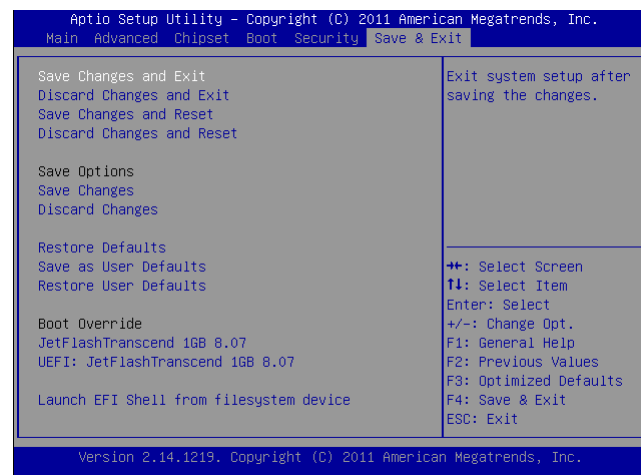 Aptio Setup Utility – Copyright (C) 2011 American Megatrends, Inc.
Main Advanced Chipset Boot Security Save & Exit
Save Changes and Exit
Discard Changes and Exit
Save Changes and Reset
Discard Changes and Reset
Save Options
Save Changes
Discard Changes
Restore Defaults
Save as User Defaults
Restore User Defaults
Boot Override
JetFlashTranscend 1GB 8.07
UEFI: JetFlashTranscend 1GB 8.07
Launch EFI Shell from filesystem device
Exit system setup after
saving the changes.
→←: Select Screen
↑↓: Select Item
Enter: Select
+/-: Change Opt.
F1: General Help
F2: Previous Values
F3: Optimized Defaults
F4: Save & Exit
ESC: Exit
Version 2.14.1219. Copyright (C) 2011 American Megatrends, Inc.